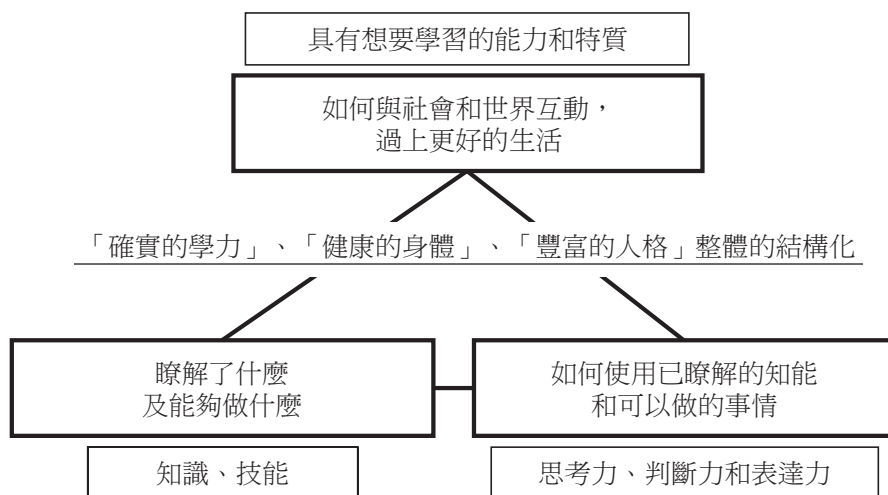 具有想要學習的能力和特質
如何與社會和世界互動，
過上更好的生活
「確實的學力」、「健康的身體」、「豐富的人格」整體的結構化
瞭解了什麼
及能夠做什麼
如何使用已瞭解的知能
和可以做的事情
知識、技能
思考力、判斷力和表達力